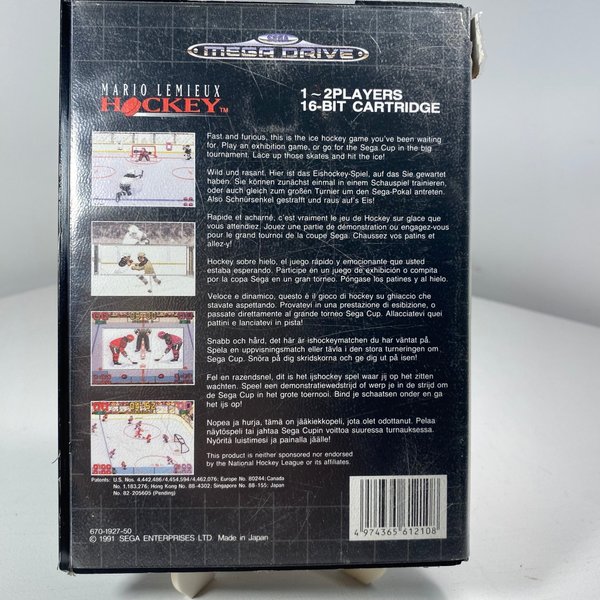 SEGA
MEGA DRIVE
MARIO LEMIEUX
HOCKEY™
1~2PLAYERS
16-BIT CARTRIDGE
Fast and furious, this is the ice hockey game you've been waiting
for. Play an exhibition game, or go for the Sega Cup in the big
tournament. Lace up those skates and hit the ice!
Wild und rasant. Hier ist das Eishockey-Spiel, auf das Sie gewartet
haben. Sie können zunächst einmal in einem Schauspiel trainieren,
oder auch gleich zum großen Turnier um den Sega-Pokal antreten.
Also Schnürsenkel gestrafft und raus auf's Eis!
Rapide et acharné, c'est vraiment le jeu de Hockey sur glace que
vous attendiez. Jouez une partie de démonstration ou engagez-vous
pour le grand tournoi de la coupe Sega. Chaussez vos patins et
allez-y!
Hockey sobre hielo, el juego rápido y emocionante que usted
estaba esperando. Participe en un juego de exhibición o compita
por la copa Sega en un gran torneo. Póngase los patines y al hielo.
Veloce e dinamico, questo è il gioco di hockey su ghiaccio che
stavate aspettando. Provatevi in una prestazione di esibizione, o
passate direttamente al grande torneo Sega Cup. Allacciatevi quei
pattini e lanciatevi in pista!
Snabb och hård, det här är ishockeymatchen du har väntat på.
Spela en uppvisningsmatch eller tävla i den stora turneringen om
Sega Cup. Snöra på dig skridskorna och ge dig ut på isen!
Fel en razendsnel, dit is het ijshockey spel waar jij op het zitten
wachten. Speel een demonstratiewedstrijd of werp je in de strijd om
de Sega Cup in het grote toernooi. Bind je schaatsen onder en ga
het ijs op!
Nopea ja hurja, tämä on jääkiekkopeli, jota olet odottanut. Pelaa
näytöspeli tai jahtaa Sega Cupin voittoa suuressa turnauksessa.
Nyöritä luistimesi ja painalla jäälle!
This product is neither sponsored nor endorsed
by the National Hockey League or its affiliates.
Patents: U.S. Nos. 4,442,486/4,454,594/4,462,076; Europe No. 80244; Canada
No. 1,183,276; Hong Kong No. 88-4302; Singapore No. 88-155; Japan
No. 82-205605 (Pending)
670-1927-50
© 1991 SEGA ENTERPRISES LTD. Made in Japan
4 974365 612108